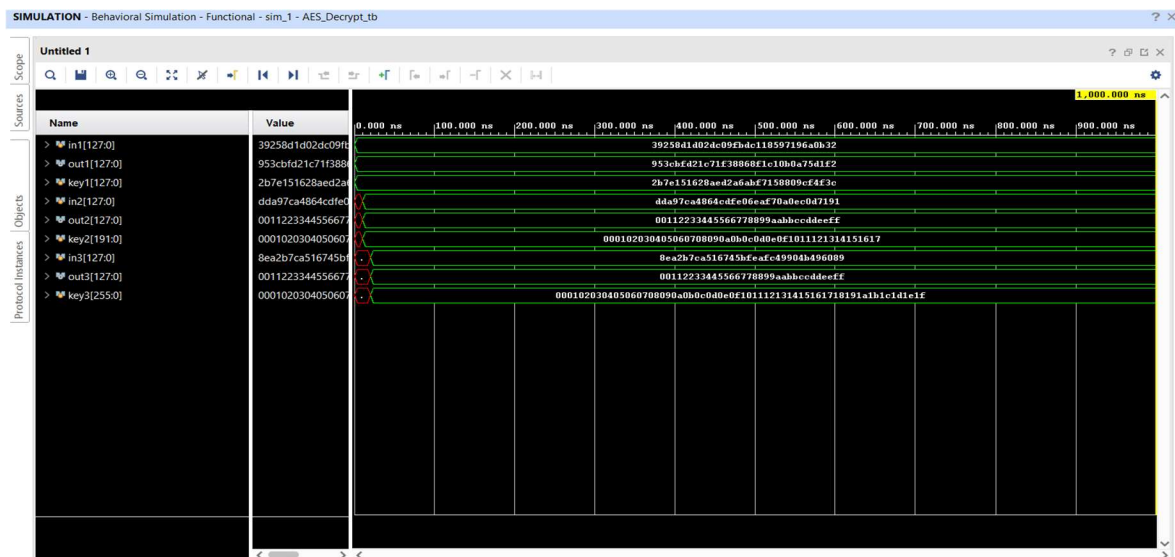 SIMULATION - Behavioral Simulation - Functional - sim_1 - AES_Decrypt_tb ? ×
Untitled 1
Scope
Sources
Objects
Protocol Instances
1,000.000 ns
Name Value
0.000 ns 100.000 ns 200.000 ns 300.000 ns 400.000 ns 500.000 ns 600.000 ns 700.000 ns 800.000 ns 900.000 ns
in1[127:0] 39258d1d02dc09fb 39258d1d02dc09fbdc118597196a0b32
out1[127:0] 953cbfd21c71f388 953cbfd21c71f38868f1c10b0a75d1f2
key1[127:0] 2b7e151628aed2a 2b7e151628aed2a6abf7158809cf4f3c
in2[127:0] dda97ca4864cdfe0 dda97ca4864cdfe06eaf70a0ec0d7191
out2[127:0] 0011223344556677 00112233445566778899aabbccddeeff
key2[191:0] 0001020304050607 000102030405060708090a0b0c0d0e0f1011121314151617
in3[127:0] 8ea2b7ca516745bf 8ea2b7ca516745bfeafc49904b496089
out3[127:0] 0011223344556677 00112233445566778899aabbccddeeff
key3[255:0] 0001020304050607 000102030405060708090a0b0c0d0e0f101112131415161718191a1b1c1d1e1f